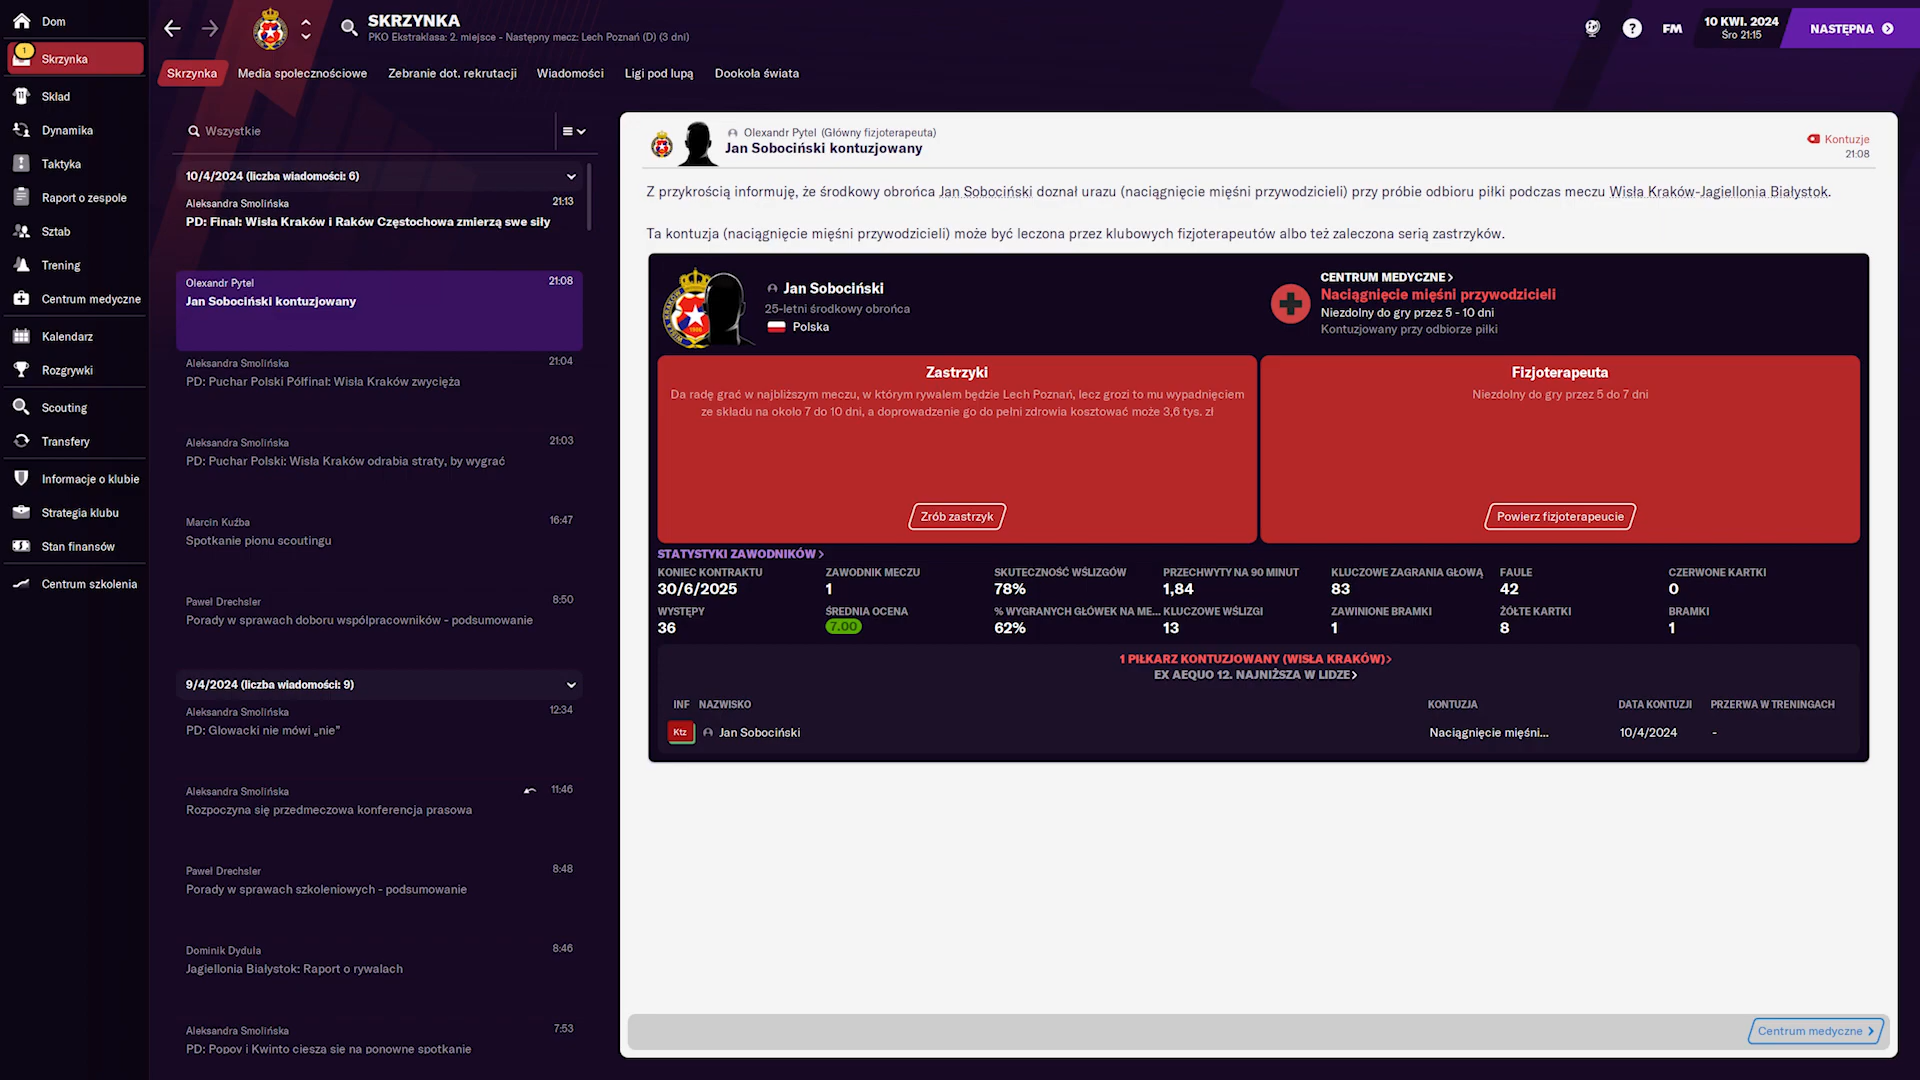 Dom
1
Skrzynka
Skład
Dynamika
Taktyka
Raport o zespole
Sztab
Trening
Centrum medyczne
Kalendarz
Rozgrywki
Scouting
Transfery
Informacje o klubie
Strategia klubu
Stan finansów
Centrum szkolenia
SKRZYNKA
PKO Ekstraklasa: 2. miejsce - Następny mecz: Lech Poznań (D) (3 dni)
FM
10 KWI. 2024
Śro 21:15
NASTĘPNA
Skrzynka
Media społecznościowe
Zebranie dot. rekrutacji
Wiadomości
Ligi pod lupą
Dookoła świata
Wszystkie
10/4/2024 (liczba wiadomości: 6)
Aleksandra Smolińska 21:13
PD: Finał: Wisła Kraków i Raków Częstochowa zmierzą swe siły
Olexandr Pytel 21:08
Jan Sobociński kontuzjowany
Aleksandra Smolińska 21:04
PD: Puchar Polski Półfinał: Wisła Kraków zwycięża
Aleksandra Smolińska 21:03
PD: Puchar Polski: Wisła Kraków odrabia straty, by wygrać
Marcin Kuźba 16:47
Spotkanie pionu scoutingu
Paweł Drechsler 8:50
Porady w sprawach doboru współpracowników - podsumowanie
9/4/2024 (liczba wiadomości: 9)
Aleksandra Smolińska 12:34
PD: Głowacki nie mówi „nie”
Aleksandra Smolińska 11:46
Rozpoczyna się przedmeczowa konferencja prasowa
Paweł Drechsler 8:48
Porady w sprawach szkoleniowych - podsumowanie
Dominik Dyduła 8:46
Jagiellonia Białystok: Raport o rywalach
Aleksandra Smolińska 7:53
PD: Popov i Kwinto cieszą się na ponowne spotkanie
Olexandr Pytel (Główny fizjoterapeuta)
Jan Sobociński kontuzjowany
Kontuzje
21:08
Z przykrością informuję, że środkowy obrońca Jan Sobociński doznał urazu (naciągnięcie mięśni przywodzicieli) przy próbie odbioru piłki podczas meczu Wisła Kraków-Jagiellonia Białystok.
Ta kontuzja (naciągnięcie mięśni przywodzicieli) może być leczona przez klubowych fizjoterapeutów albo też zaleczona serią zastrzyków.
Jan Sobociński
25-letni środkowy obrońca
Polska
CENTRUM MEDYCZNE >
Naciągnięcie mięśni przywodzicieli
Niezdolny do gry przez 5 - 10 dni
Kontuzjowany przy odbiorze piłki
Zastrzyki
Da radę grać w najbliższym meczu, w którym rywalem będzie Lech Poznań, lecz grozi to mu wypadnięciem
ze składu na około 7 do 10 dni, a doprowadzenie go do pełni zdrowia kosztować może 3,6 tys. zł
Zrób zastrzyk
Fizjoterapeuta
Niezdolny do gry przez 5 do 7 dni
Powierz fizjoterapeucie
STATYSTYKI ZAWODNIKÓW >
KONIEC KONTRAKTU ZAWODNIK MECZU SKUTECZNOŚĆ WŚLIZGÓW PRZECHWYTY NA 90 MINUT KLUCZOWE ZAGRANIA GŁOWĄ FAULE CZERWONE KARTKI
30/6/2025 1 78% 1,84 83 42 0
WYSTĘPY ŚREDNIA OCENA % WYGRANYCH GŁÓWEK NA ME... KLUCZOWE WŚLIZGI ZAWINIONE BRAMKI ŻÓŁTE KARTKI BRAMKI
36 7.00 62% 13 1 8 1
1 PIŁKARZ KONTUZJOWANY (WISŁA KRAKÓW)>
EX AEQUO 12. NAJNIŻSZA W LIDZE>
INF NAZWISKO KONTUZJA DATA KONTUZJI PRZERWA W TRENINGACH
Ktz Jan Sobociński Naciągnięcie mięśni... 10/4/2024 -
Centrum medyczne >